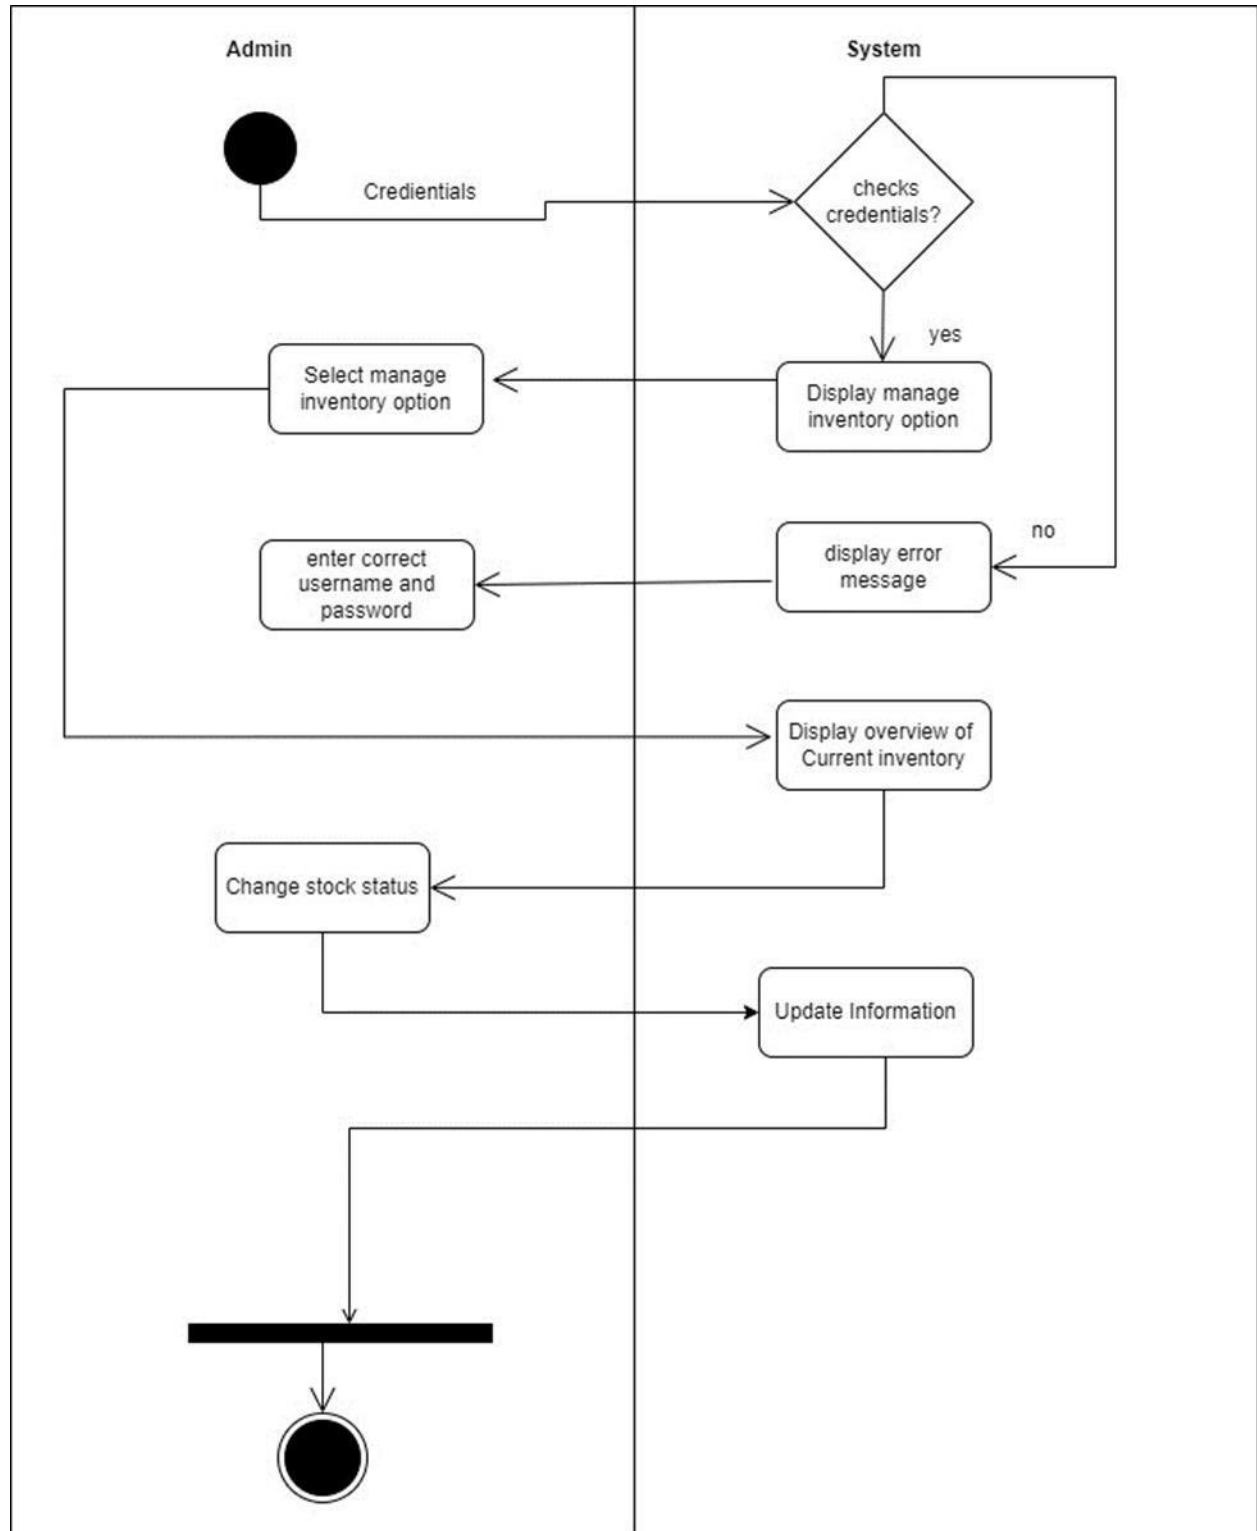 Admin
System
Credientials
checks
credentials?
yes
Select manage
inventory option
Display manage
inventory option
no
enter correct
username and
password
display error
message
Display overview of
Current inventory
Change stock status
Update Information